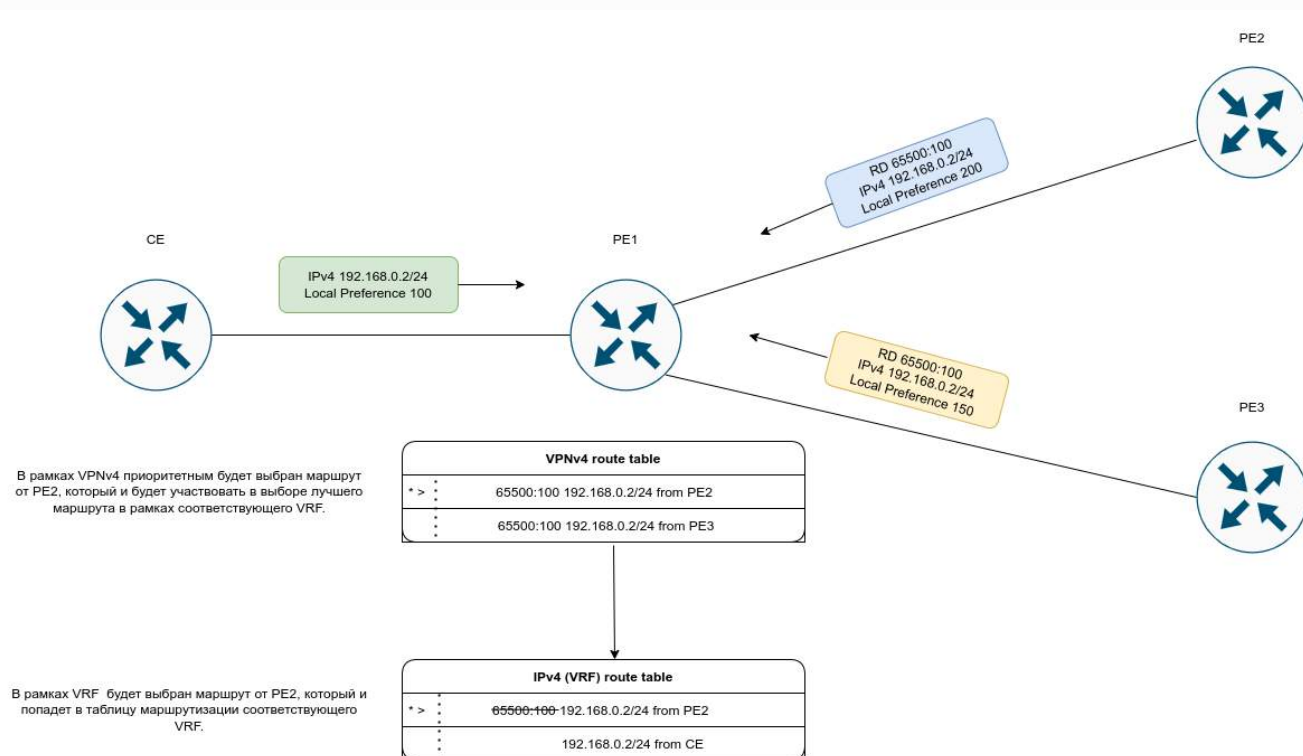 PE2
RD 65500:100
IPv4 192.168.0.2/24
Local Preference 200
CE
PE1
IPv4 192.168.0.2/24
Local Preference 100
RD 65500:100
IPv4 192.168.0.2/24
Local Preference 150
PE3
В рамках VPNv4 приоритетным будет выбран маршрут
от PE2, который и будет участвовать в выборе лучшего
маршрута в рамках соответствующего VRF.
VPNv4 route table
* > 65500:100 192.168.0.2/24 from PE2
65500:100 192.168.0.2/24 from PE3
В рамках VRF будет выбран маршрут от PE2, который и
попадет в таблицу маршрутизации соответствующего
VRF.
IPv4 (VRF) route table
* > 65500:100 192.168.0.2/24 from PE2
192.168.0.2/24 from CE